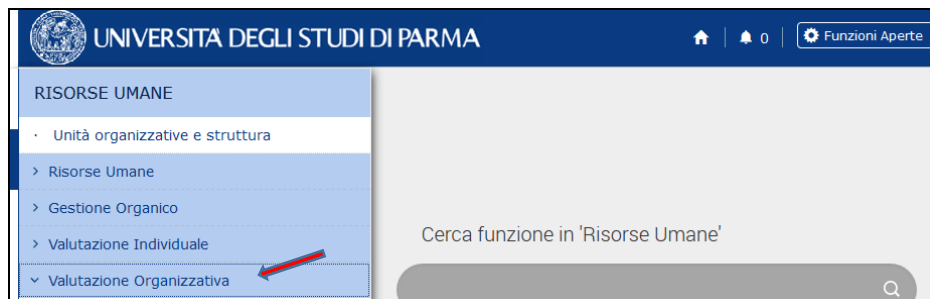 UNIVERSITA' DEGLI STUDI DI PARMA
0
Funzioni Aperte
RISORSE UMANE
· Unità organizzative e struttura
> Risorse Umane
> Gestione Organico
> Valutazione Individuale
Valutazione Organizzativa
Cerca funzione in 'Risorse Umane'